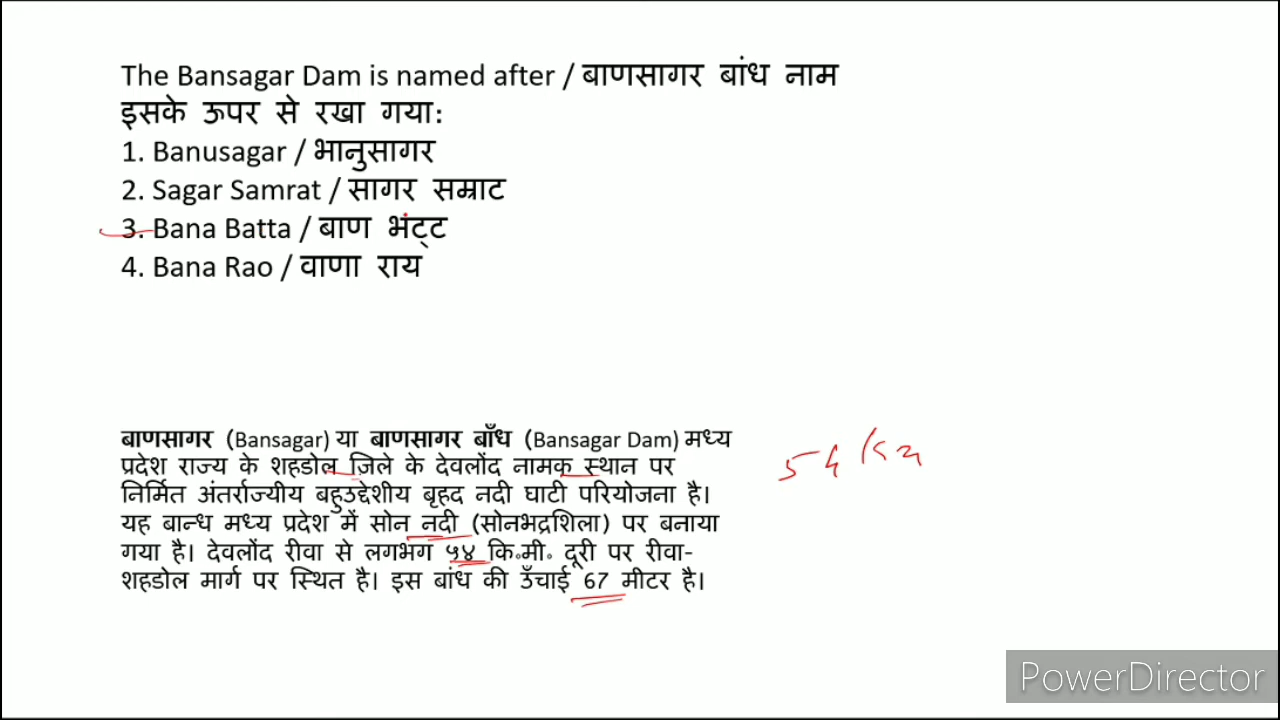 The Bansagar Dam is named after / बाणसागर बांध नाम
इसके ऊपर से रखा गया:
1. Banusagar / भानुसागर
2. Sagar Samrat / सागर सम्राट
3. Bana Batta / बाण भंट्ट
4. Bana Rao / वाणा राय
बाणसागर (Bansagar) या बाणसागर बाँध (Bansagar Dam) मध्य
प्रदेश राज्य के शहडोल ज़िले के देवलोंद नामक स्थान पर
निर्मित अंतर्राज्यीय बहुउद्देशीय बृहद नदी घाटी परियोजना है।
यह बान्ध मध्य प्रदेश में सोन नदी (सोनभद्रशिला) पर बनाया
गया है। देवलोंद रीवा से लगभग ५४ कि॰मी॰ दूरी पर रीवा-
शहडोल मार्ग पर स्थित है। इस बांध की उँचाई 67 मीटर है।
54 Km
PowerDirector